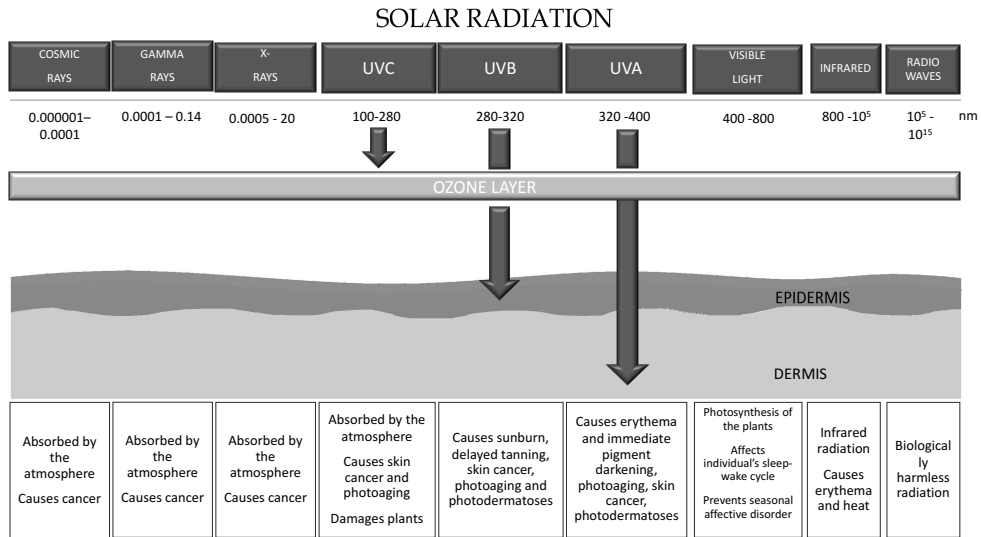 SOLAR RADIATION
COSMIC
RAYS
GAMMA
RAYS
X-
RAYS
UVC
UVB
UVA
VISIBLE
LIGHT
INFRARED
RADIO
WAVES
0.000001–
0.0001
0.0001 – 0.14
0.0005 - 20
100-280
280-320
320 -400
400 -800
800 -10⁵
10⁵ -
10¹⁵
nm
OZONE LAYER
EPIDERMIS
DERMIS
Absorbed by
the
atmosphere
Causes cancer
Absorbed by
the
atmosphere
Causes cancer
Absorbed by
the
atmosphere
Causes cancer
Absorbed by the
atmosphere
Causes skin
cancer and
photoaging
Damages plants
Causes sunburn,
delayed tanning,
skin cancer,
photoaging and
photodermatoses
Causes erythema
and immediate
pigment
darkening,
photoaging, skin
cancer,
photodermatoses
Photosynthesis of
the plants
Affects
individual's sleep-
wake cycle
Prevents seasonal
affective disorder
Infrared
radiation
Causes
erythema
and heat
Biological
ly
harmless
radiation